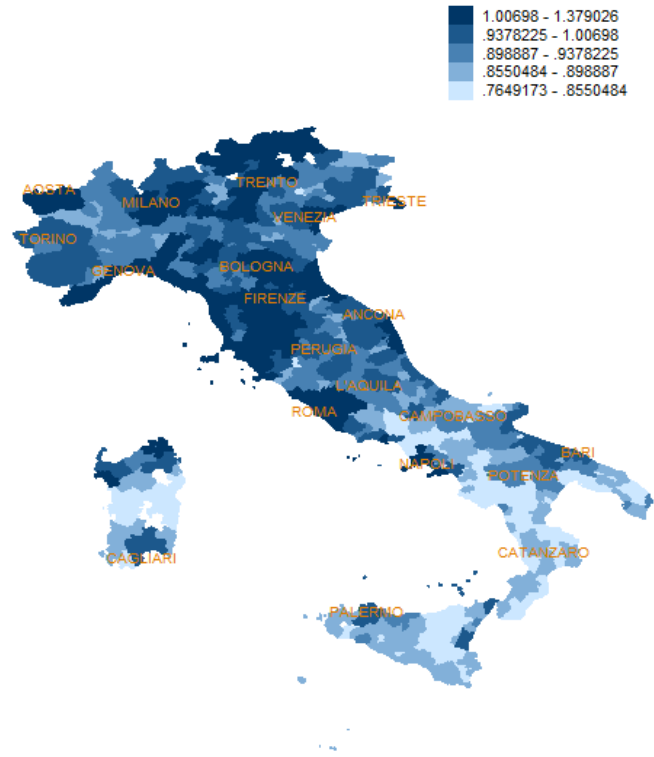 1.00698 - 1.379026
.9378225 - 1.00698
.898887 - .9378225
.8550484 - .898887
.7649173 - .8550484
AOSTA
TRENTO
MILANO
TRIESTE
VENEZIA
TORINO
GENOVA
BOLOGNA
FIRENZE
ANCONA
PERUGIA
L'AQUILA
ROMA
CAMPOBASSO
BARI
NAPOLI
POTENZA
CAGLIARI
CATANZARO
PALERMO